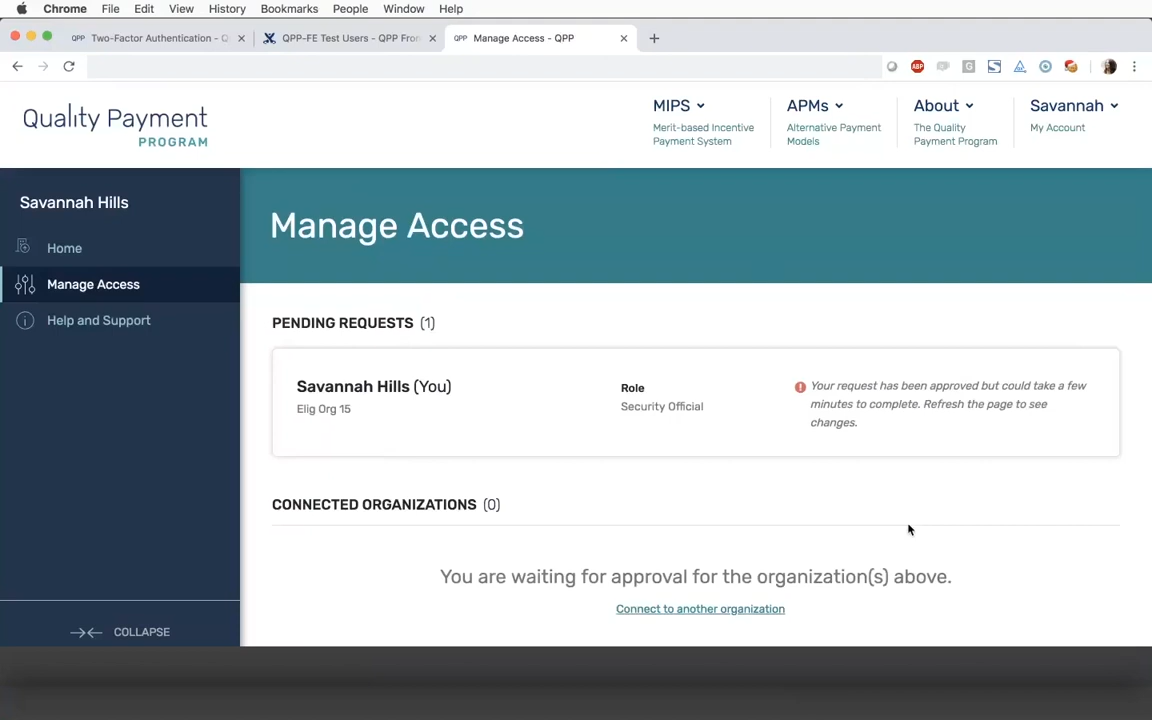 Chrome File Edit View History Bookmarks People Window Help
QPP Two-Factor Authentication - Q
QPP-FE Test Users - QPP Fron
QPP Manage Access - QPP
ABP
G
Quality Payment
PROGRAM
MIPS
Merit-based Incentive
Payment System
APMs
Alternative Payment
Models
About
The Quality
Payment Program
Savannah
My Account
Savannah Hills
Home
Manage Access
Help and Support
COLLAPSE
Manage Access
PENDING REQUESTS (1)
Savannah Hills (You)
Elig Org 15
Role
Security Official
Your request has been approved but could take a few
minutes to complete. Refresh the page to see
changes.
CONNECTED ORGANIZATIONS (0)
You are waiting for approval for the organization(s) above.
Connect to another organization